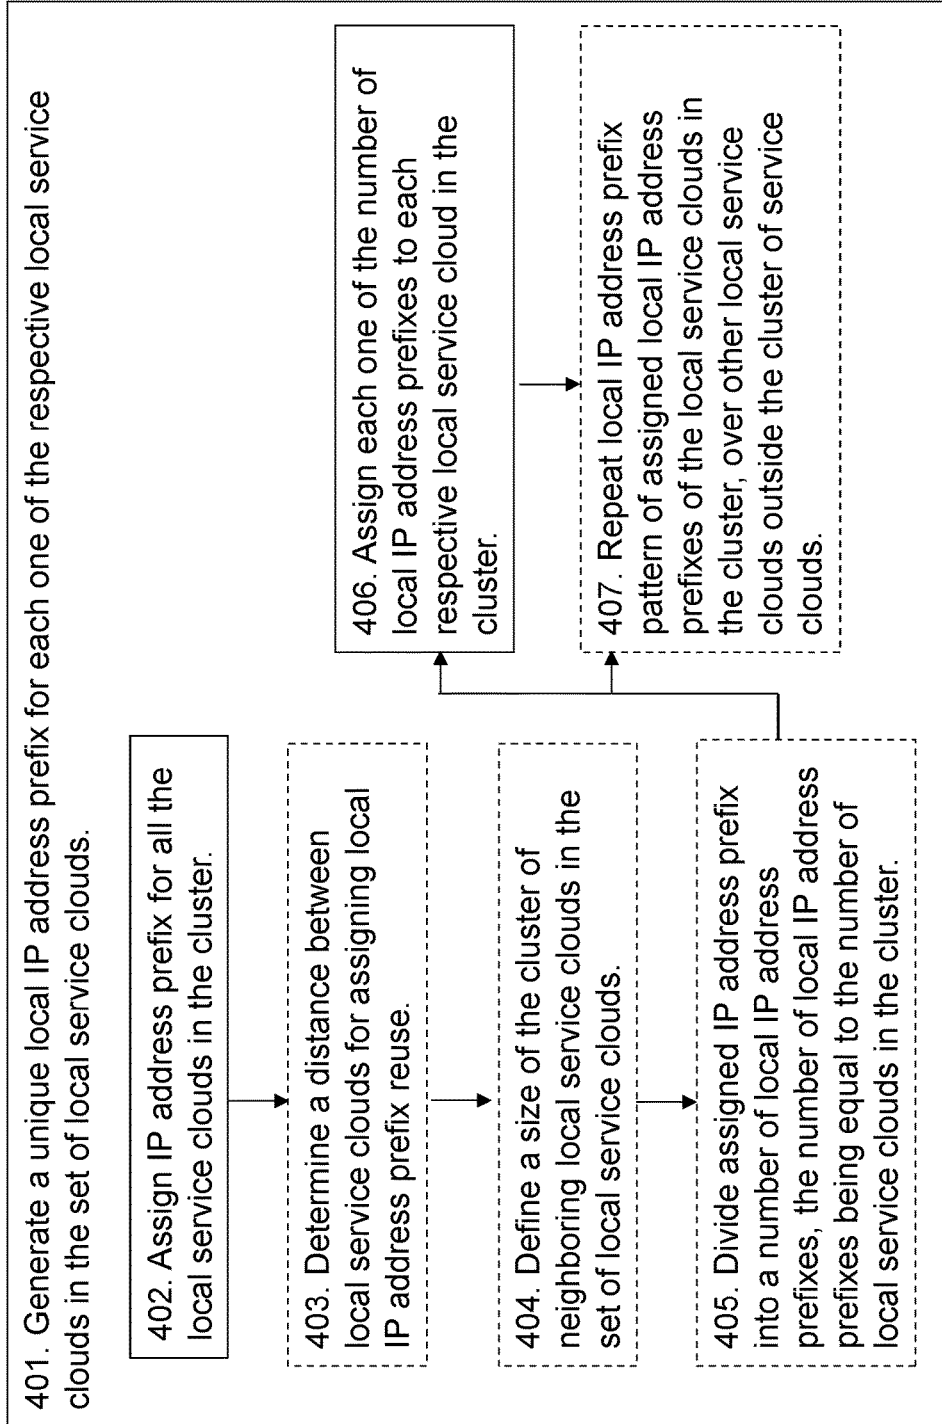 401. Generate a unique local IP address prefix for each one of the respective local service
clouds in the set of local service clouds.
402. Assign IP address prefix for all the
local service clouds in the cluster.
403. Determine a distance between
local service clouds for assigning local
IP address prefix reuse.
404. Define a size of the cluster of
neighboring local service clouds in the
set of local service clouds.
405. Divide assigned IP address prefix
into a number of local IP address
prefixes, the number of local IP address
prefixes being equal to the number of
local service clouds in the cluster.
406. Assign each one of the number of
local IP address prefixes to each
respective local service cloud in the
cluster.
407. Repeat local IP address prefix
pattern of assigned local IP address
prefixes of the local service clouds in
the cluster, over other local service
clouds outside the cluster of service
clouds.